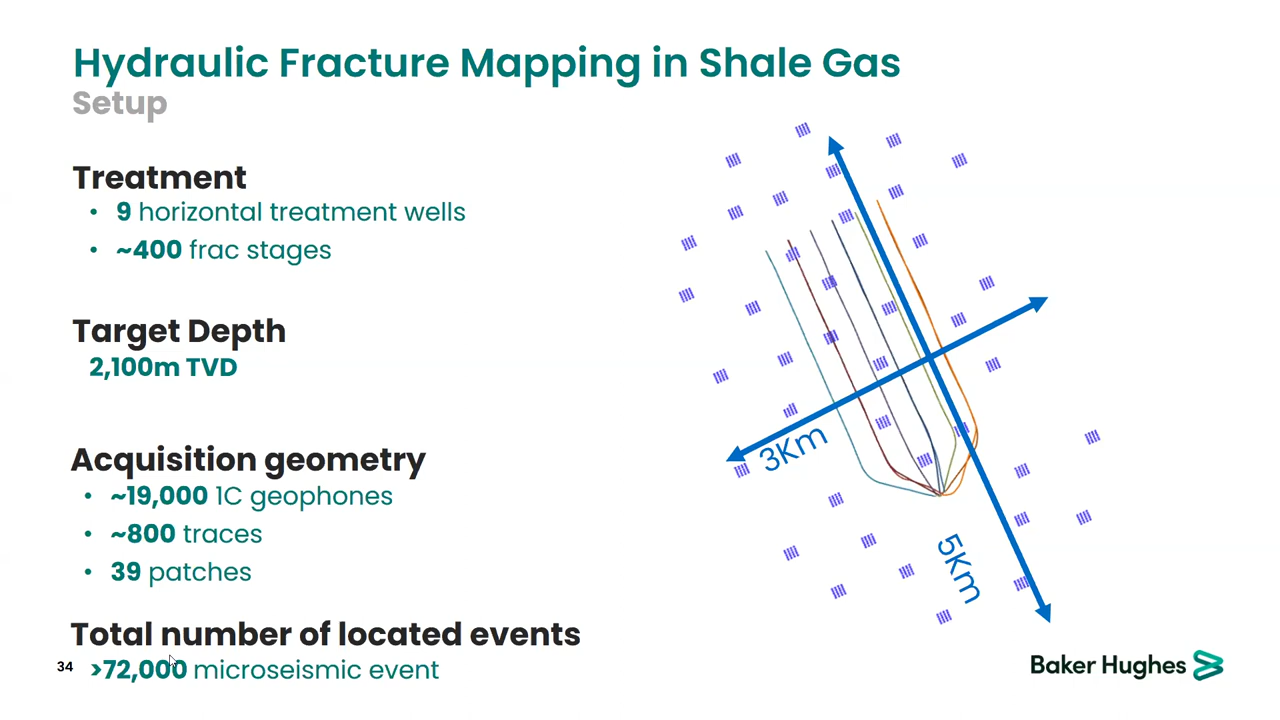 Hydraulic Fracture Mapping in Shale Gas
Setup
Treatment
• 9 horizontal treatment wells
• ~400 frac stages
Target Depth
2,100m TVD
Acquisition geometry
• ~19,000 1C geophones
• ~800 traces
• 39 patches
Total number of located events
>72,000 microseismic event
3Km
5Km
34
Baker Hughes